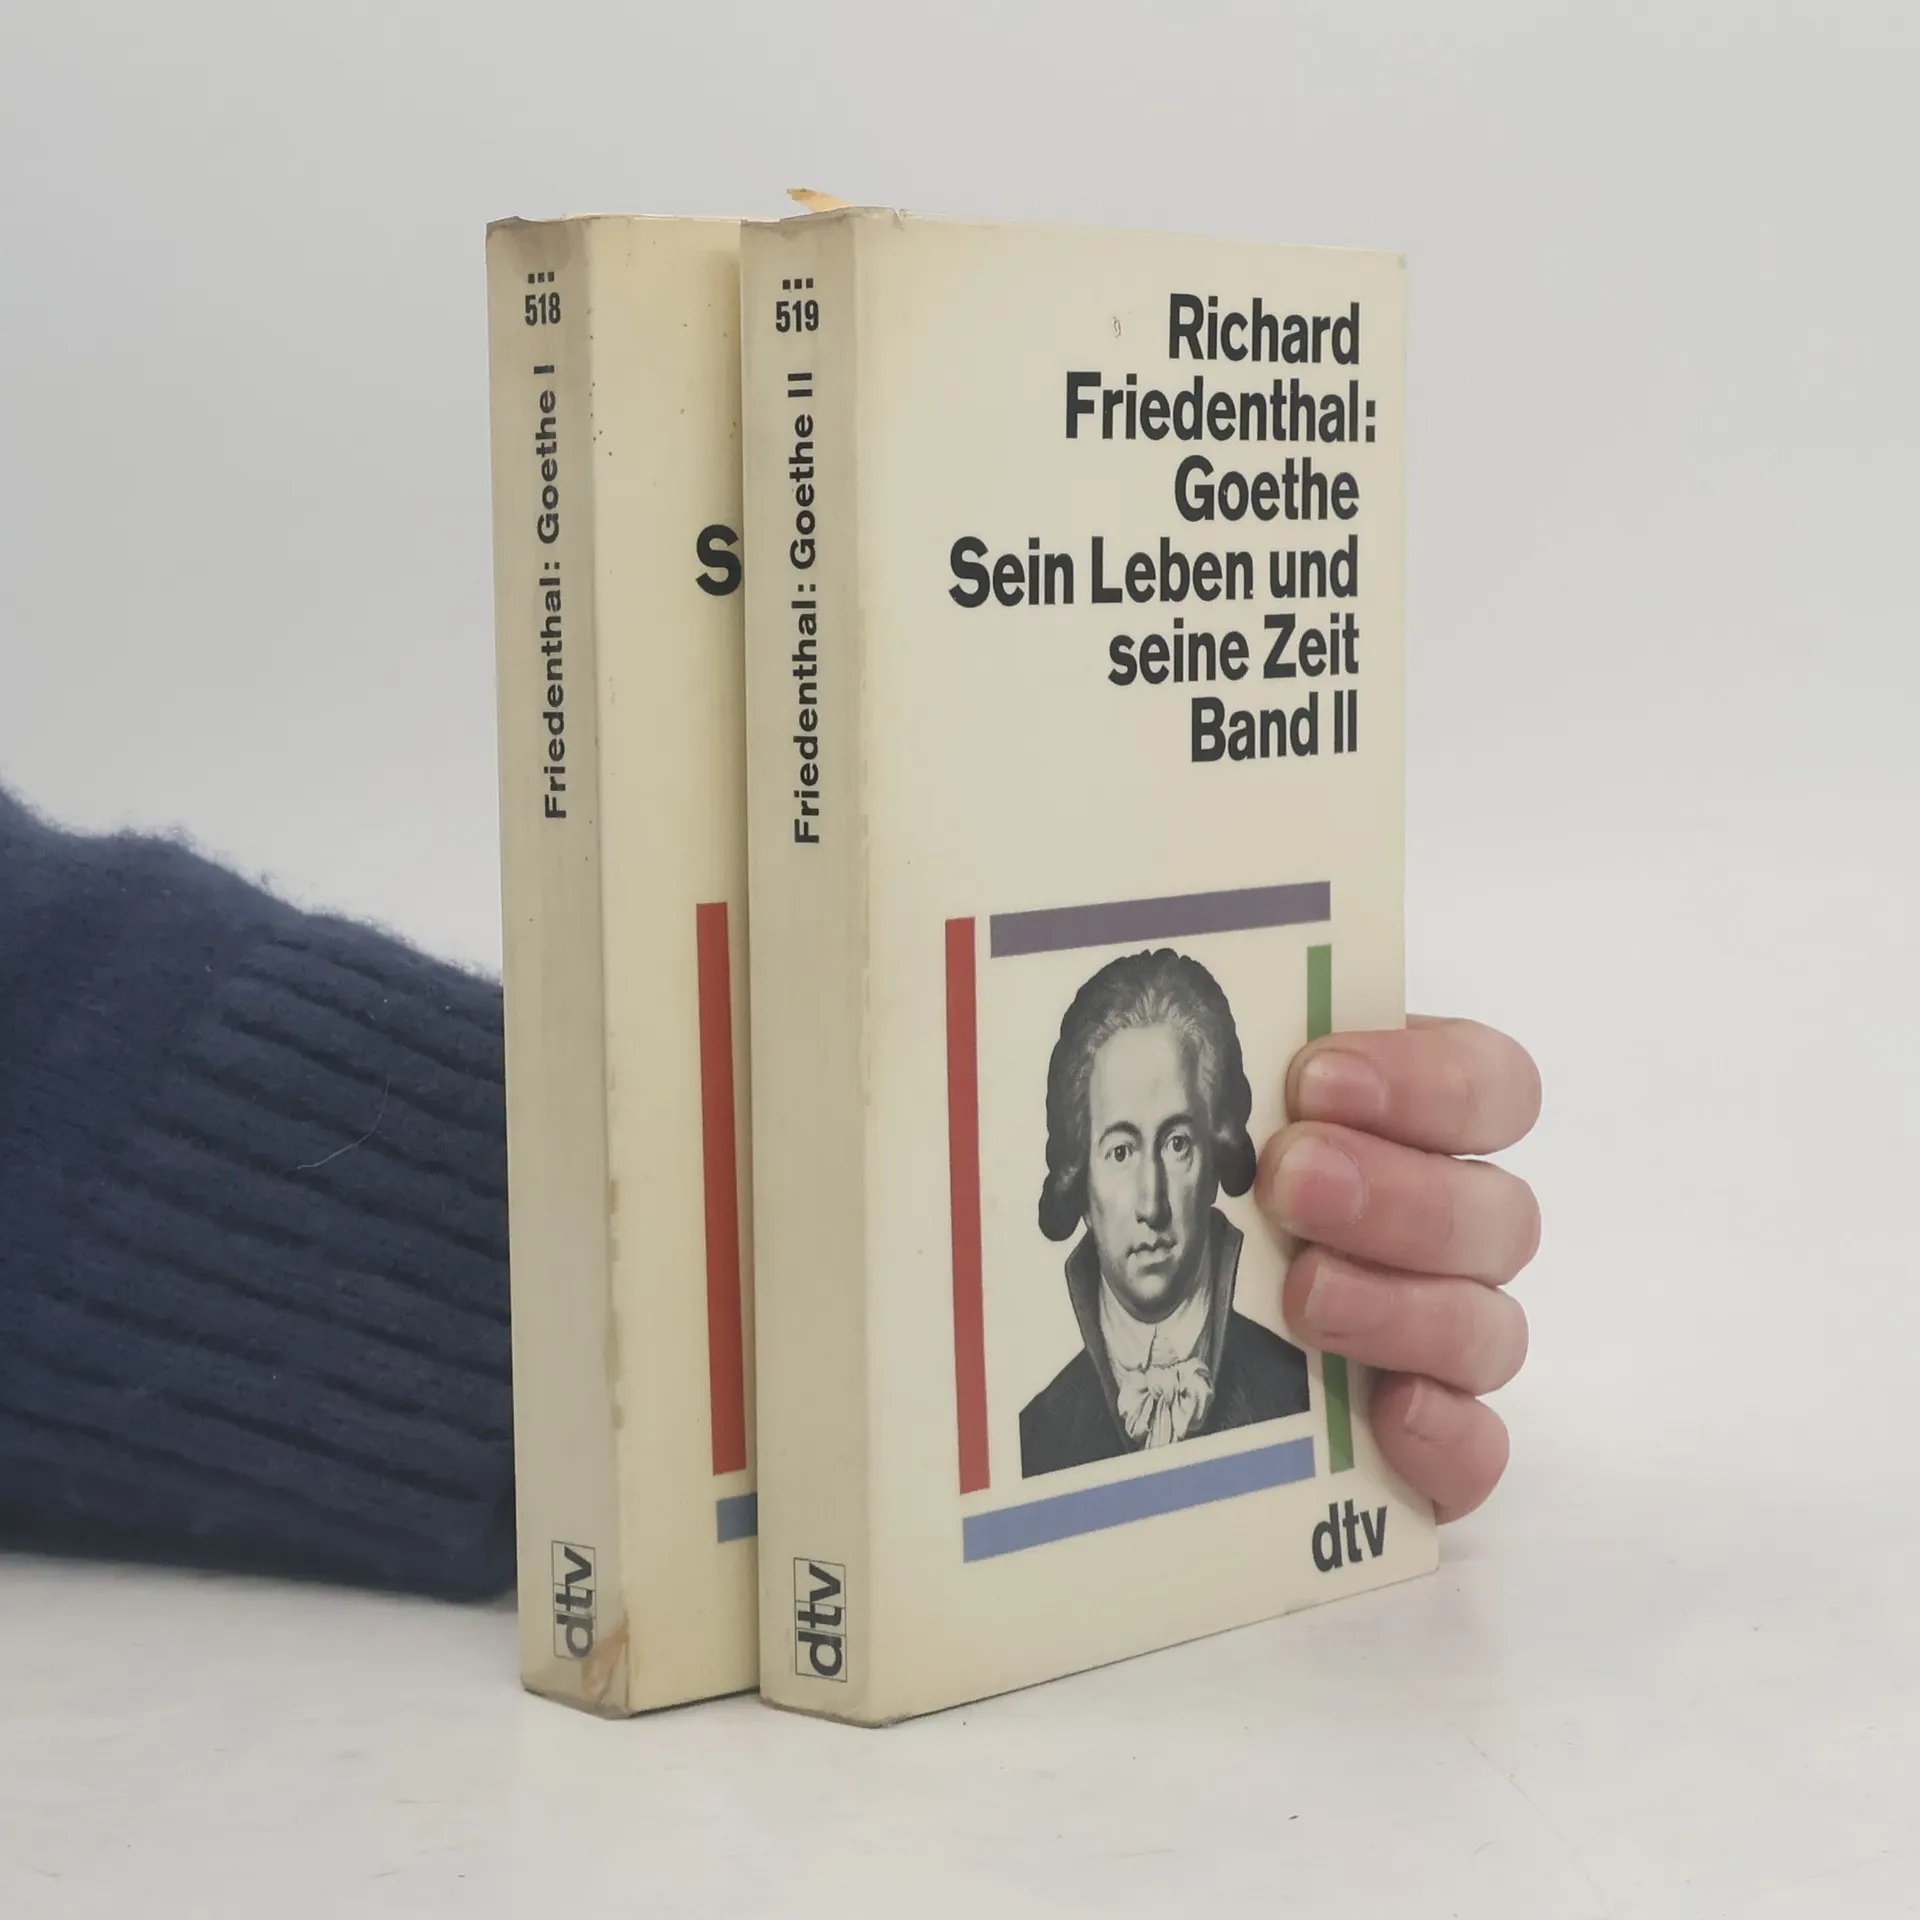 518
Friedenthal: Goethe I
dtv
S
519
Friedenthal: Goethe II
dtv
Richard
Friedenthal:
Goethe
Sein Leben und
seine Zeit
Band II
dtv